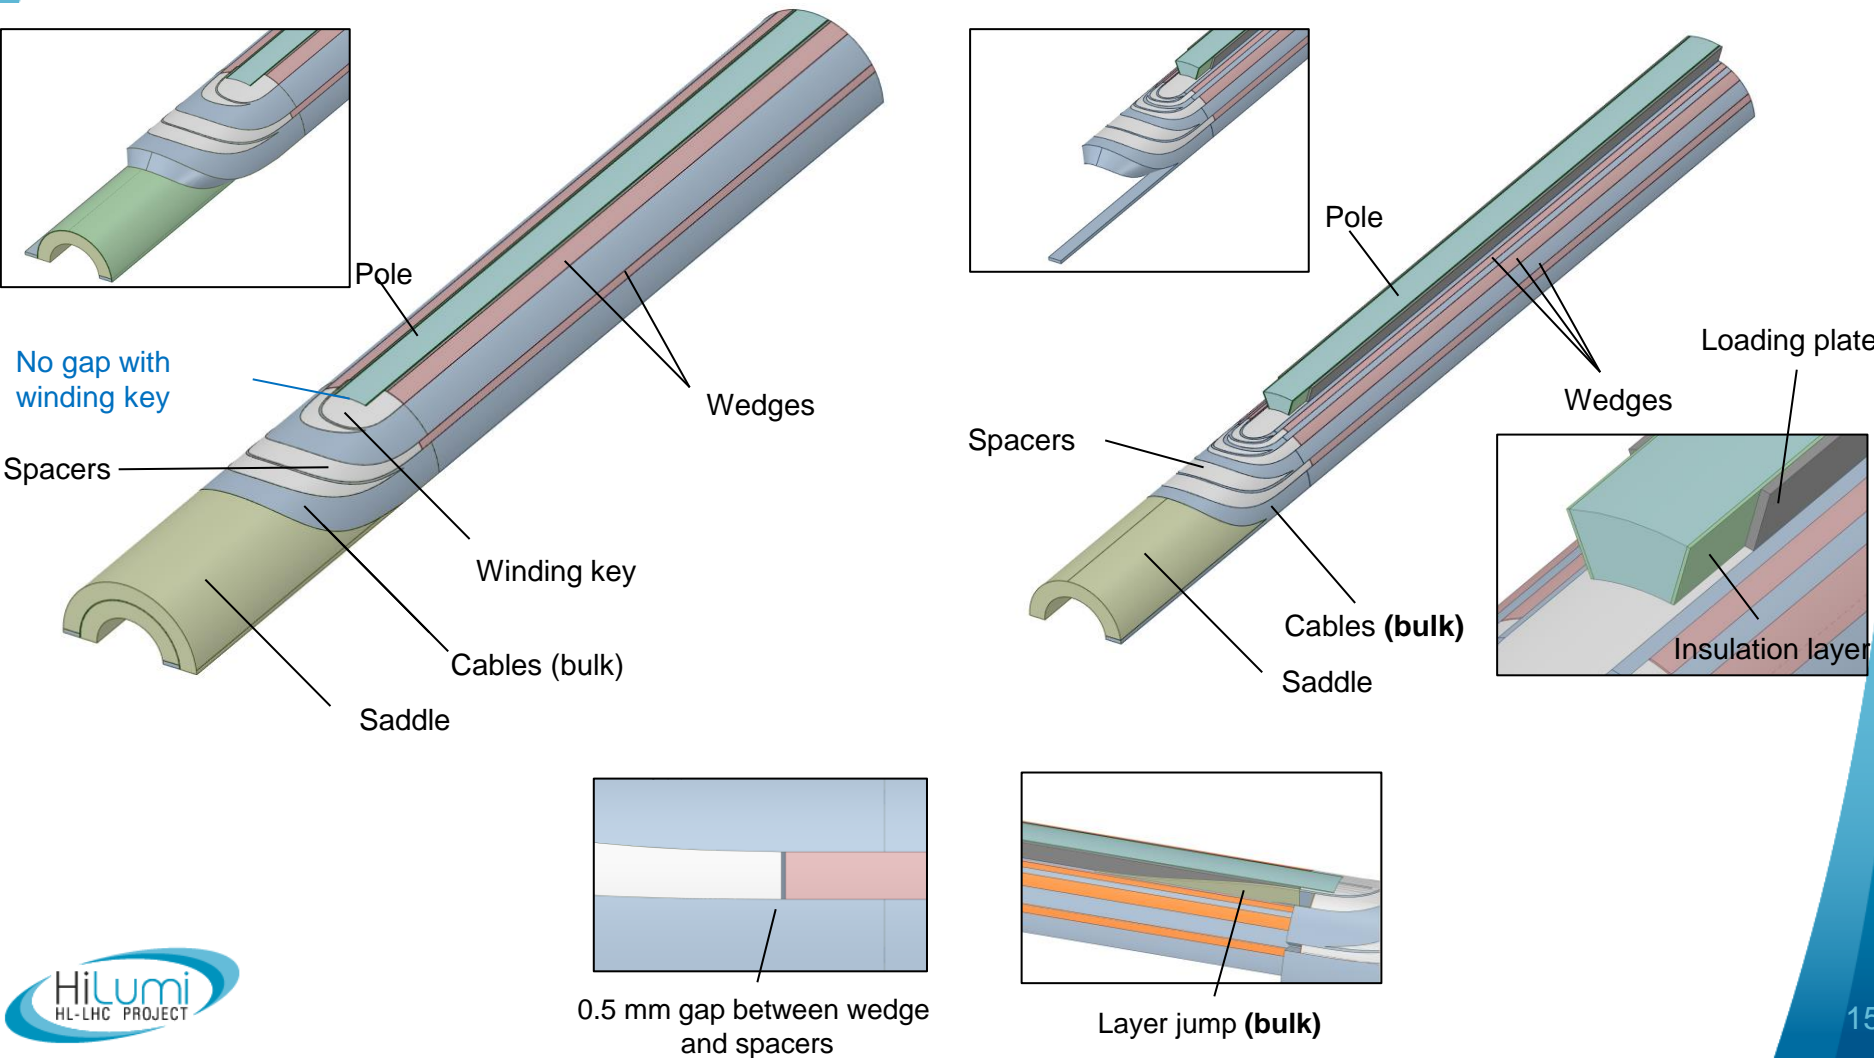 Pole
No gap with
winding key
Wedges
Spacers
Winding key
Cables (bulk)
Saddle
Pole
Loading plate
Wedges
Spacers
Cables (bulk)
Insulation layer
Saddle
0.5 mm gap between wedge
and spacers
Layer jump (bulk)
HiLumi
HL-LHC PROJECT
15